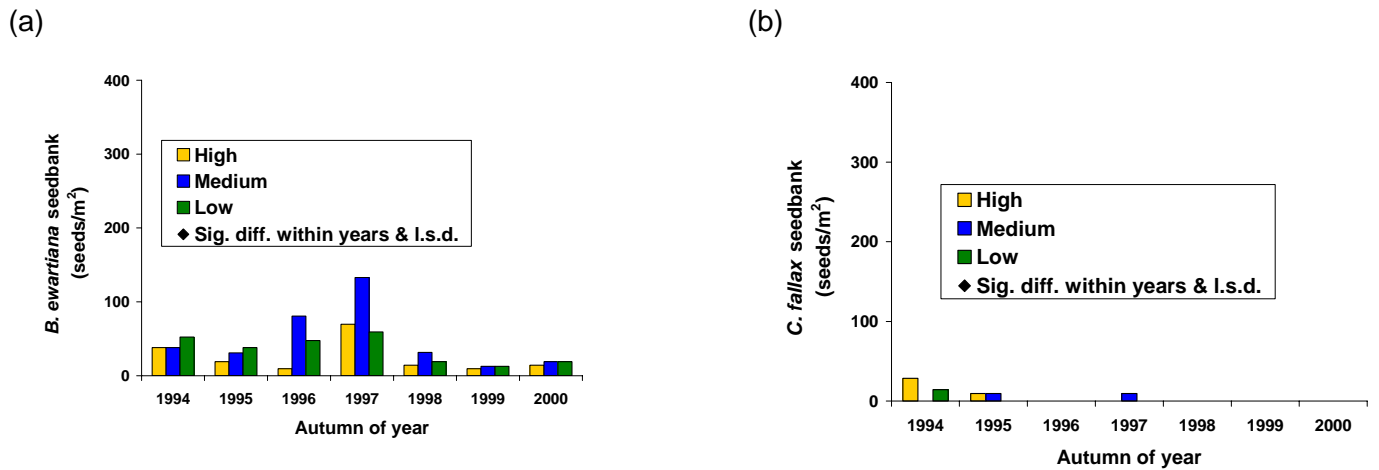 (a)
(b)
400
300
200
100
0
B. ewartiana seedbank
(seeds/m²)
High
Medium
Low
Sig. diff. within years & l.s.d.
1994 1995 1996 1997 1998 1999 2000
Autumn of year
400
300
200
100
0
C. fallax seedbank
(seeds/m²)
High
Medium
Low
Sig. diff. within years & l.s.d.
1994 1995 1996 1997 1998 1999 2000
Autumn of year